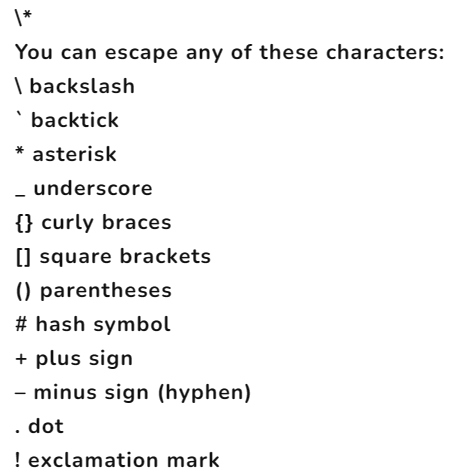 \*
You can escape any of these characters:
\ backslash
` backtick
* asterisk
_ underscore
{} curly braces
[] square brackets
() parentheses
# hash symbol
+ plus sign
– minus sign (hyphen)
. dot
! exclamation mark